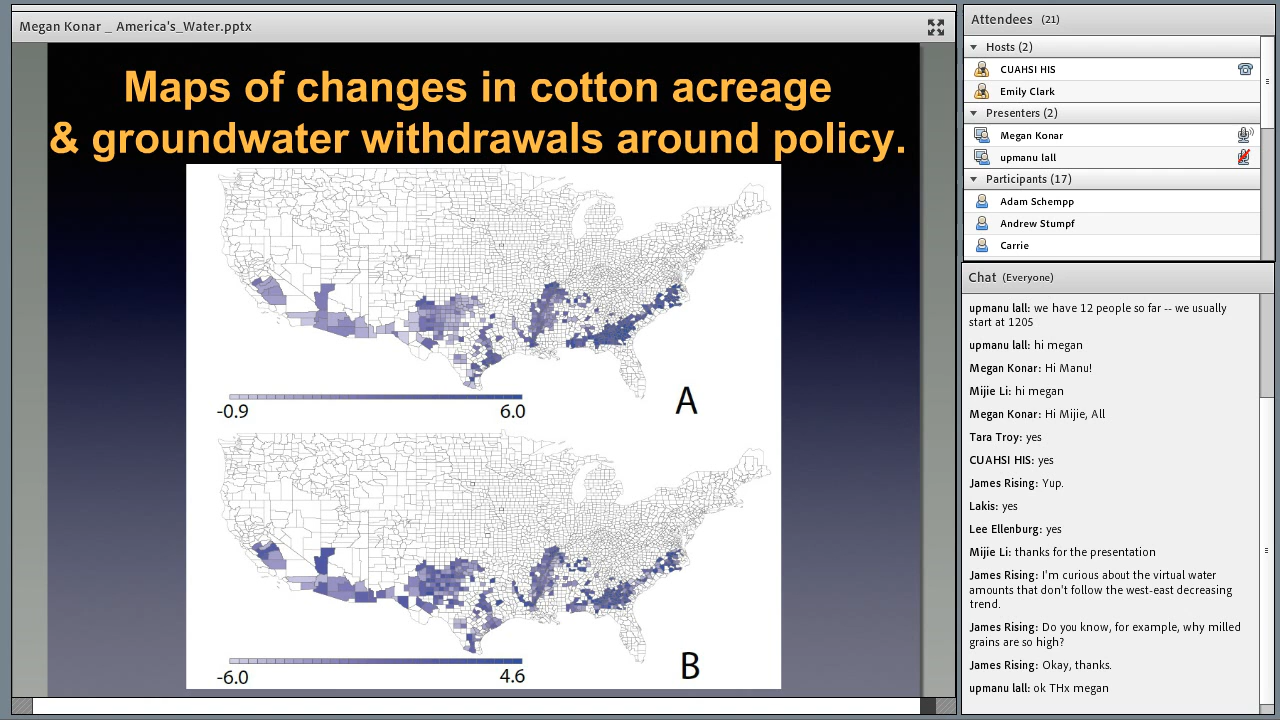 Megan Konar _ America's_Water.pptx
Maps of changes in cotton acreage
& groundwater withdrawals around policy.
-0.9
6.0
A
-6.0
4.6
B
Attendees (21)
Hosts (2)
CUAHSI HIS
Emily Clark
Presenters (2)
Megan Konar
upmanu lall
Participants (17)
Adam Schempp
Andrew Stumpf
Carrie
Chat (Everyone)
upmanu lall: we have 12 people so far -- we usually
start at 1205
upmanu lall: hi megan
Megan Konar: Hi Manu!
Mijie Li: hi megan
Megan Konar: Hi Mijie, All
Tara Troy: yes
CUAHSI HIS: yes
James Rising: Yup.
Lakis: yes
Lee Ellenburg: yes
Mijie Li: thanks for the presentation
James Rising: I'm curious about the virtual water
amounts that don't follow the west-east decreasing
trend.
James Rising: Do you know, for example, why milled
grains are so high?
James Rising: Okay, thanks.
upmanu lall: ok THx megan